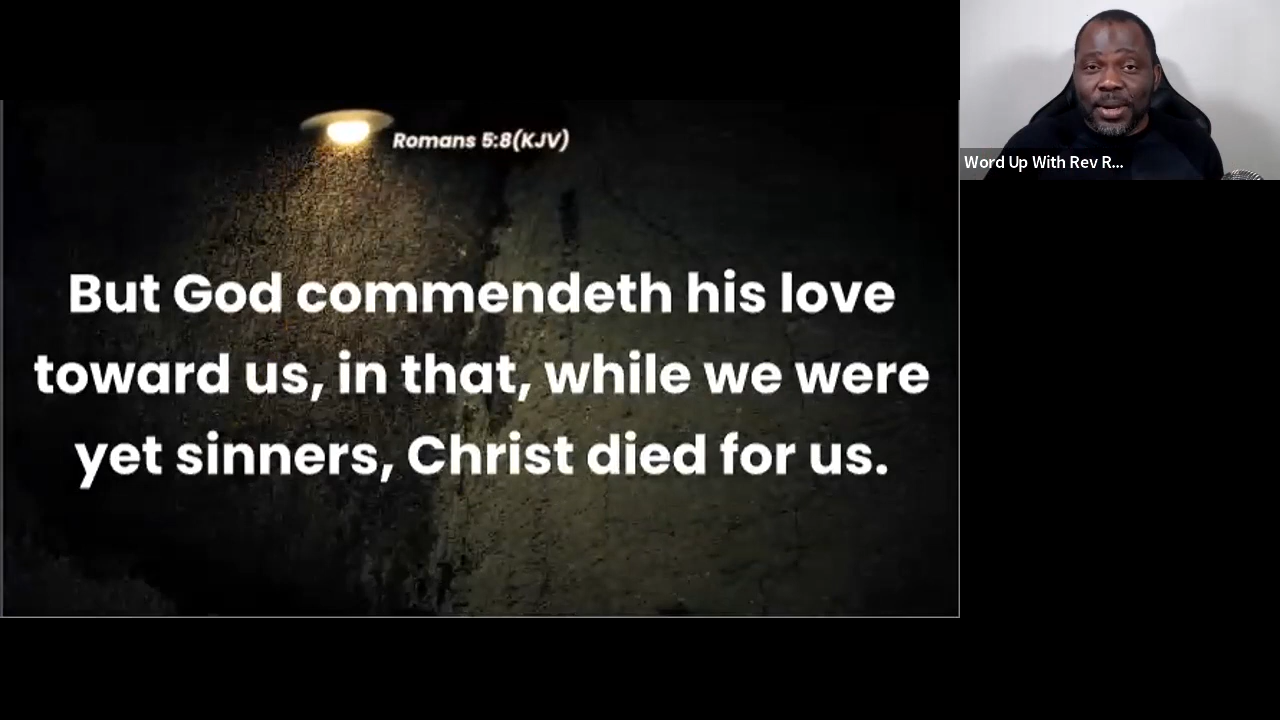 Romans 5:8(KJV)
But God commendeth his love
toward us, in that, while we were
yet sinners, Christ died for us.
Word Up With Rev R...